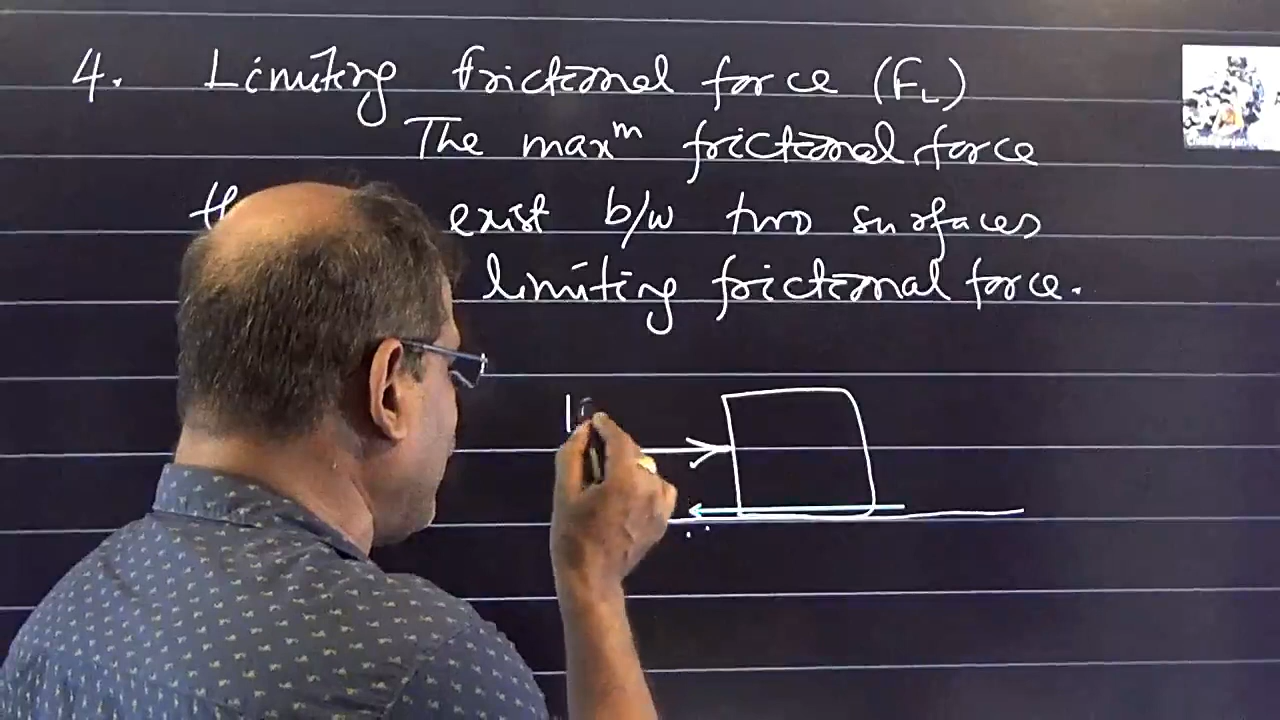 4. Limiting frictional force (FL)
The maxᵐ frictional force
exist b/w two surfaces
limiting frictional force.